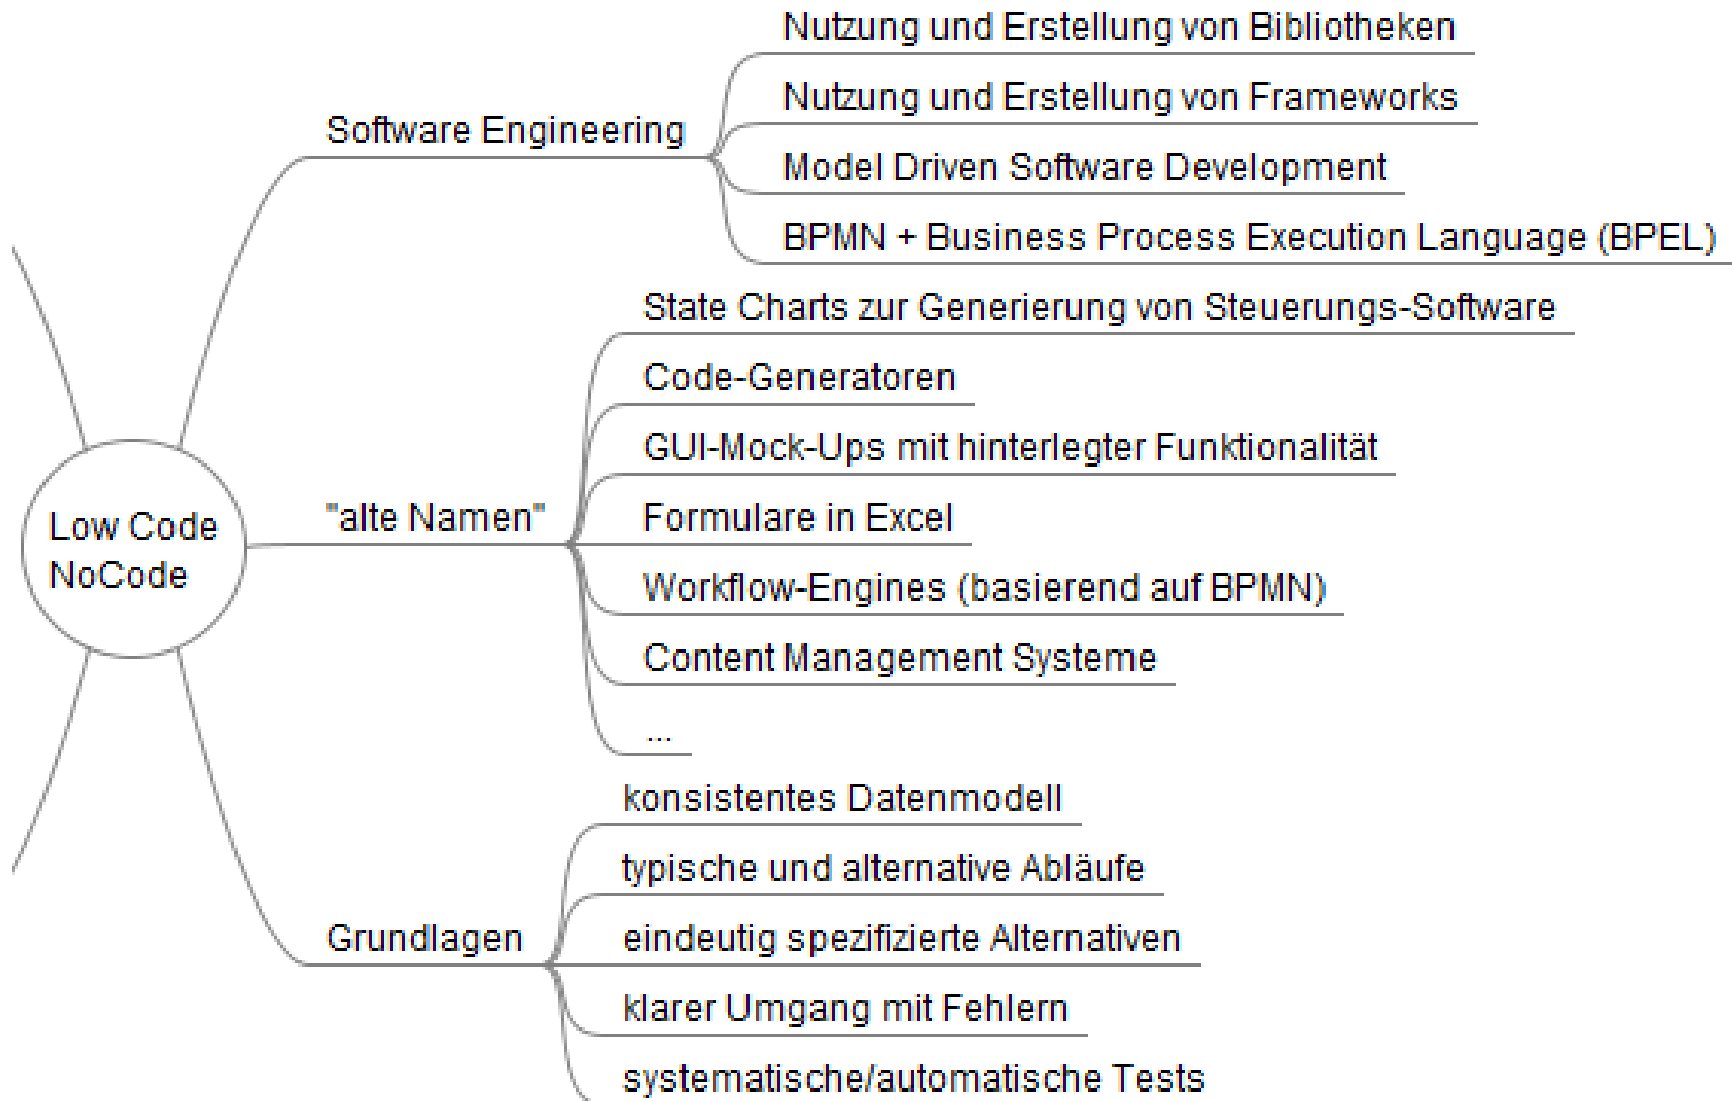 Low Code
NoCode
Software Engineering
Nutzung und Erstellung von Bibliotheken
Nutzung und Erstellung von Frameworks
Model Driven Software Development
BPMN + Business Process Execution Language (BPEL)
"alte Namen"
State Charts zur Generierung von Steuerungs-Software
Code-Generatoren
GUI-Mock-Ups mit hinterlegter Funktionalität
Formulare in Excel
Workflow-Engines (basierend auf BPMN)
Content Management Systeme
...
Grundlagen
konsistentes Datenmodell
typische und alternative Abläufe
eindeutig spezifizierte Alternativen
klarer Umgang mit Fehlern
systematische/automatische Tests